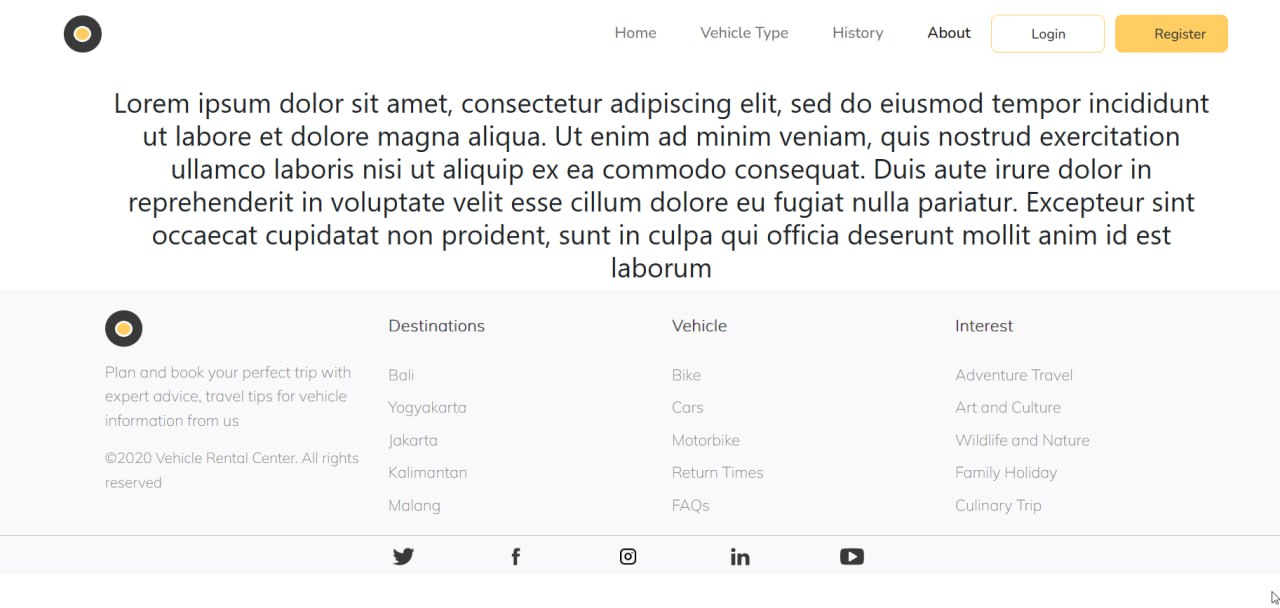 Home Vehicle Type History About Login Register
Lorem ipsum dolor sit amet, consectetur adipiscing elit, sed do eiusmod tempor incididunt
ut labore et dolore magna aliqua. Ut enim ad minim veniam, quis nostrud exercitation
ullamco laboris nisi ut aliquip ex ea commodo consequat. Duis aute irure dolor in
reprehenderit in voluptate velit esse cillum dolore eu fugiat nulla pariatur. Excepteur sint
occaecat cupidatat non proident, sunt in culpa qui officia deserunt mollit anim id est
laborum
Plan and book your perfect trip with
expert advice, travel tips for vehicle
information from us
©2020 Vehicle Rental Center. All rights
reserved
Destinations
Bali
Yogyakarta
Jakarta
Kalimantan
Malang
Vehicle
Bike
Cars
Motorbike
Return Times
FAQs
Interest
Adventure Travel
Art and Culture
Wildlife and Nature
Family Holiday
Culinary Trip